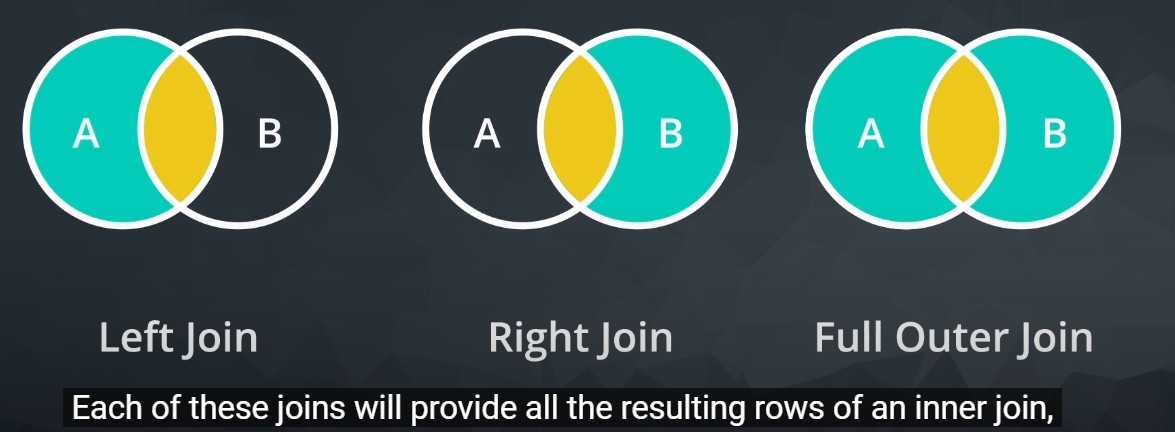 A B
A B
A B
Left Join
Right Join
Full Outer Join
Each of these joins will provide all the resulting rows of an inner join,